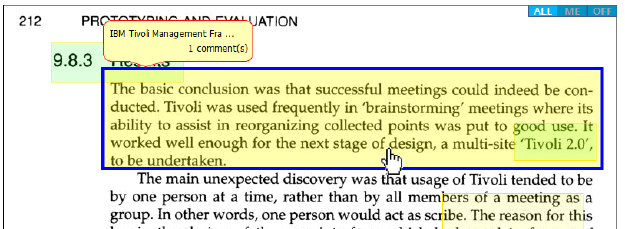 212 PROTOTYPING AND EVALUATION
ALL ME OFF
IBM Tivoli Management Fra ...
1 comment(s)
9.8.3
The basic conclusion was that successful meetings could indeed be con-
ducted. Tivoli was used frequently in 'brainstorming' meetings where its
ability to assist in reorganizing collected points was put to good use. It
worked well enough for the next stage of design, a multi-site 'Tivoli 2.0',
to be undertaken.
The main unexpected discovery was that usage of Tivoli tended to be
by one person at a time, rather than by all members of a meeting as a
group. In other words, one person would act as scribe. The reason for this